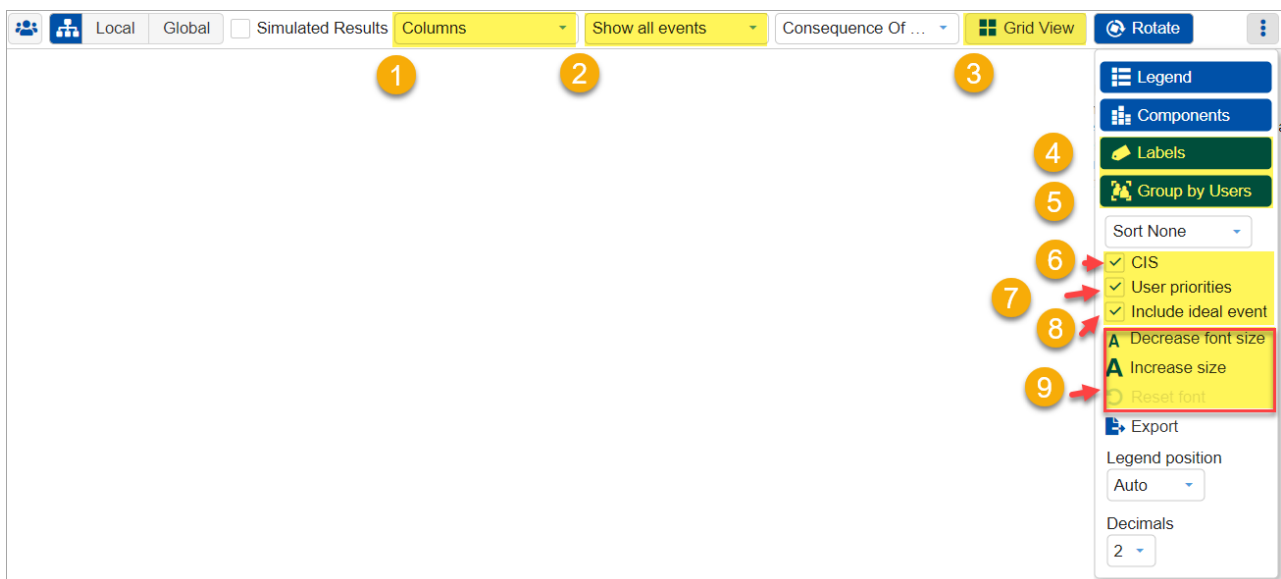 Local Global Simulated Results Columns Show all events Consequence Of ... Grid View Rotate
1 2 3
Legend
Components
4 Labels
5 Group by Users
Sort None
6 CIS
7 User priorities
8 Include ideal event
A Decrease font size
A Increase size
9 Reset font
Export
Legend position
Auto
Decimals
2